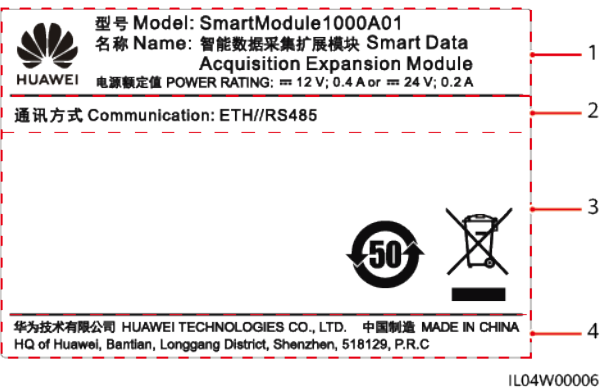 型号 Model: SmartModule1000A01
名称 Name: 智能数据采集扩展模块 Smart Data
Acquisition Expansion Module
HUAWEI
电源额定值 POWER RATING: ⎓ 12 V; 0.4 A or ⎓ 24 V; 0.2 A
1
通讯方式 Communication: ETH//RS485
2
50
3
华为技术有限公司 HUAWEI TECHNOLOGIES CO., LTD. 中国制造 MADE IN CHINA
HQ of Huawei, Bantian, Longgang District, Shenzhen, 518129, P.R.C
4
IL04W00006